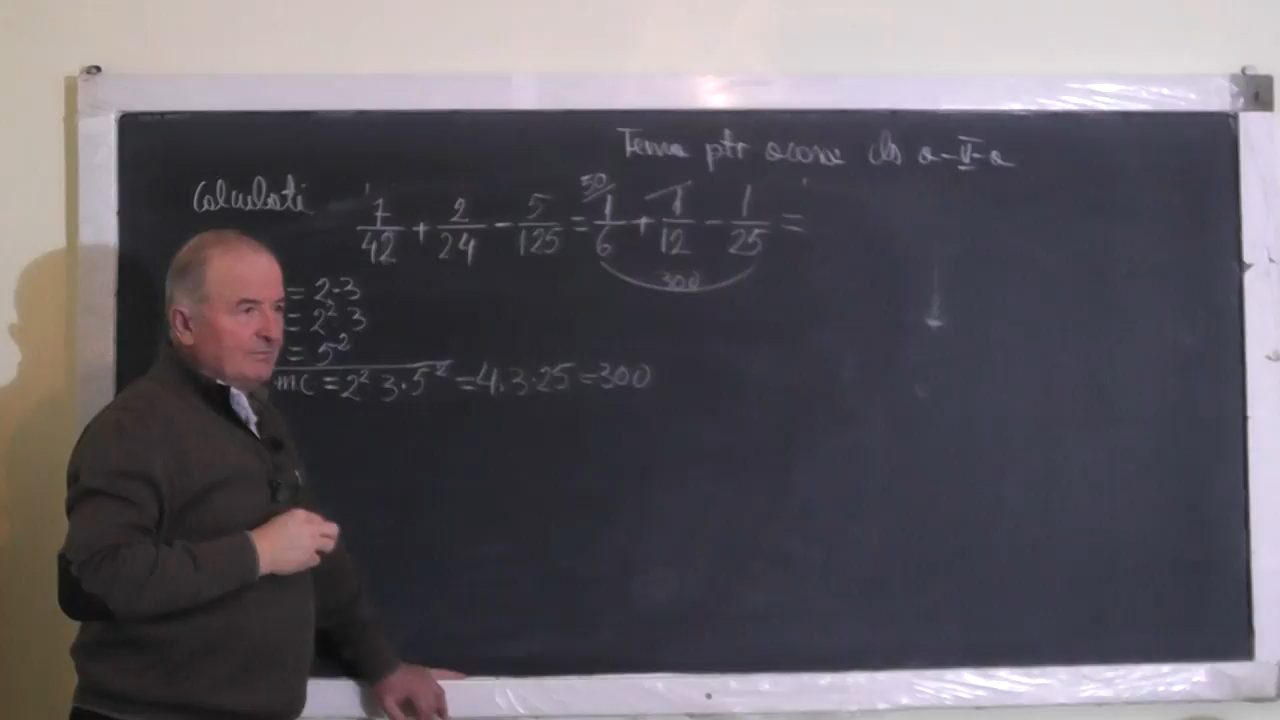 Tema ptr acasa cls a-V-a
Calculati 7/42 + 2/24 - 5/125 = 50/ 1/6 + 1/12 - 1/25 =
300
= 2·3
= 2²·3
= 5²
mc = 2² 3·5² = 4·3·25 = 300